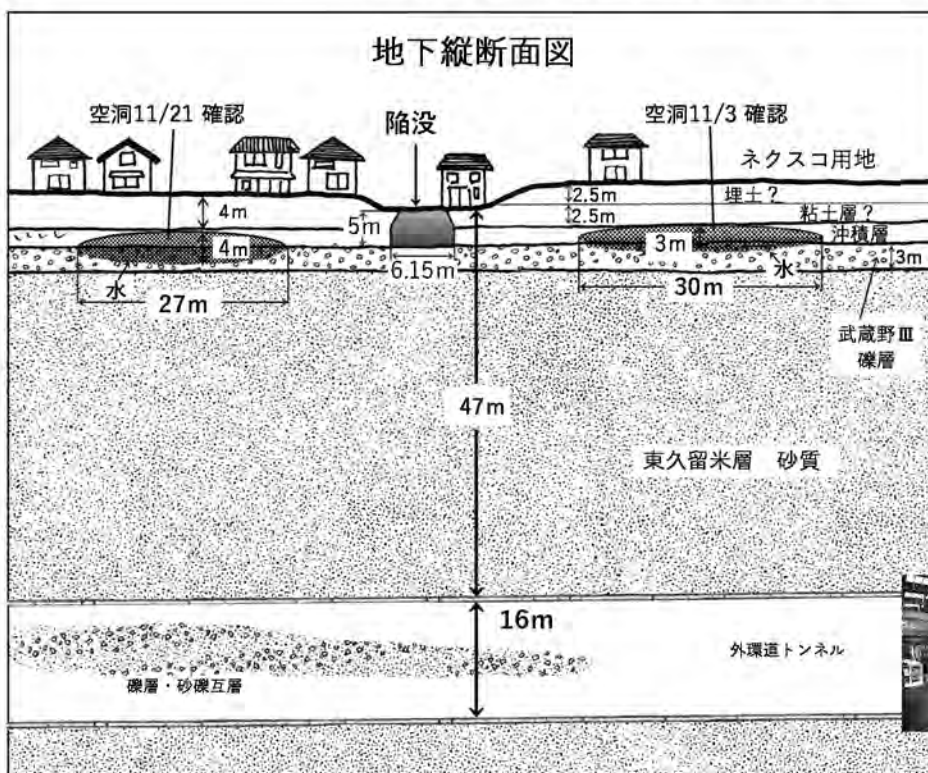 地下縦断面図
空洞11/21 確認
陥没
空洞11/3 確認
ネクスコ用地
2.5m
埋土？
4m
5m
2.5m
粘土層？
沖積層
4m
3m
3m
6.15m
水
水
27m
30m
武蔵野Ⅲ
礫層
47m
東久留米層 砂質
16m
外環道トンネル
礫層・砂礫互層